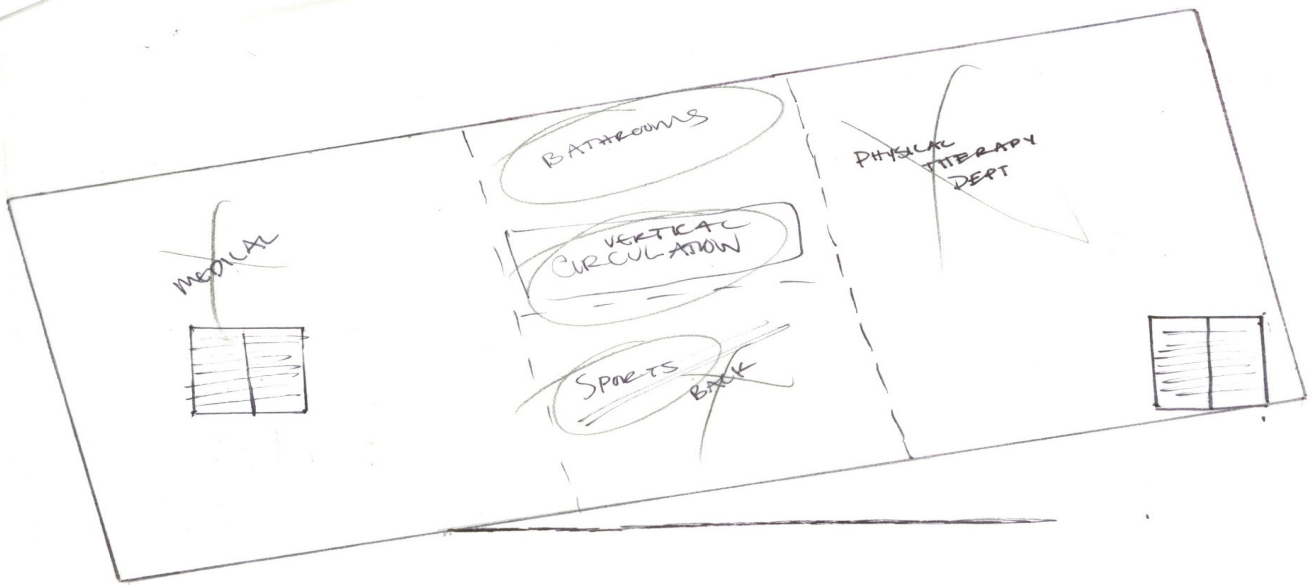 BATHROOMS
PHYSICAL
THERAPY
DEPT
MEDICAL
VERTICAL
CIRCULATION
SPORTS
BACK